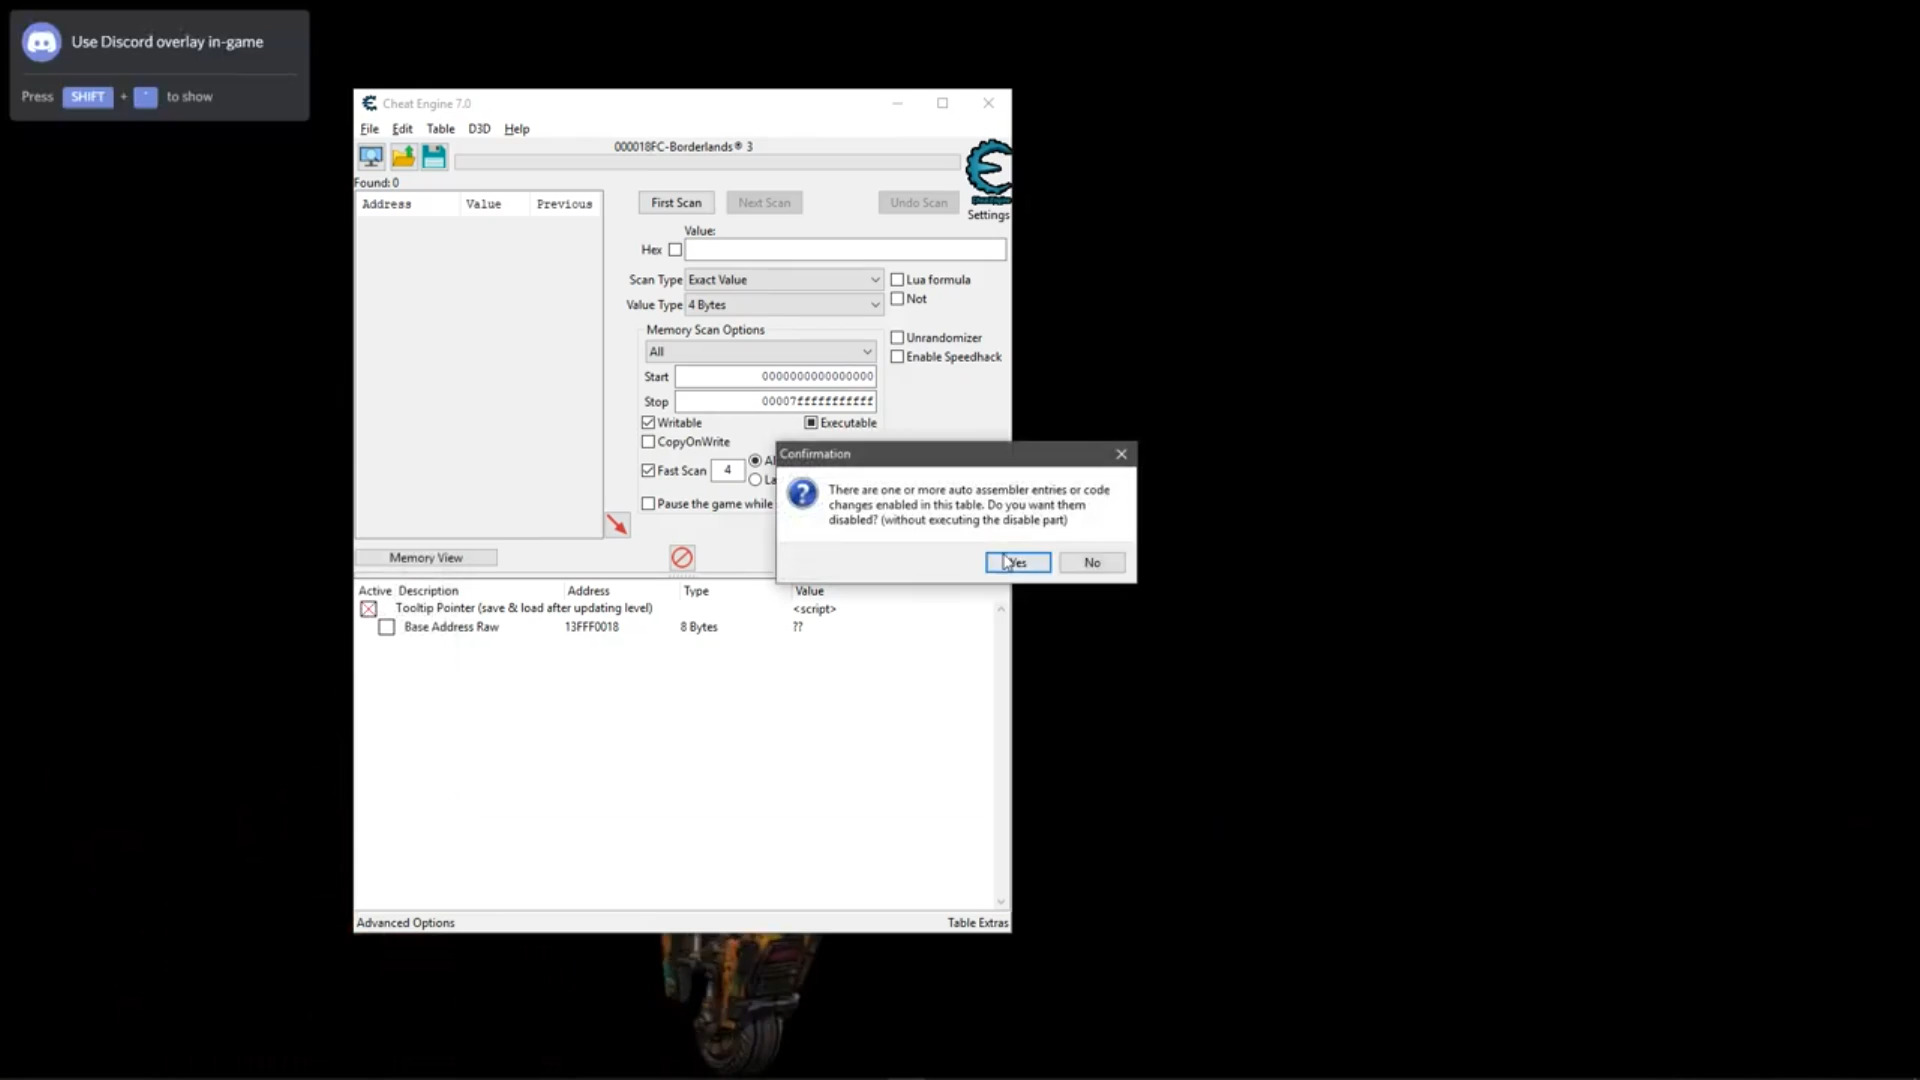 Use Discord overlay in-game
Press SHIFT + ` to show
Cheat Engine 7.0
File Edit Table D3D Help
000018FC-Borderlands® 3
Found: 0
Address Value Previous
First Scan Next Scan Undo Scan
Settings
Value:
Hex
Scan Type Exact Value
Lua formula
Value Type 4 Bytes
Not
Memory Scan Options
All
Unrandomizer
Enable Speedhack
Start 0000000000000000
Stop 00007fffffffffff
Writable Executable
CopyOnWrite
Fast Scan 4
Al
La
Pause the game while
Memory View
Confirmation
There are one or more auto assembler entries or code
changes enabled in this table. Do you want them
disabled? (without executing the disable part)
Yes No
Active Description Address Type Value
Tooltip Pointer (save & load after updating level) <script>
Base Address Raw 13FFF0018 8 Bytes ??
Advanced Options Table Extras